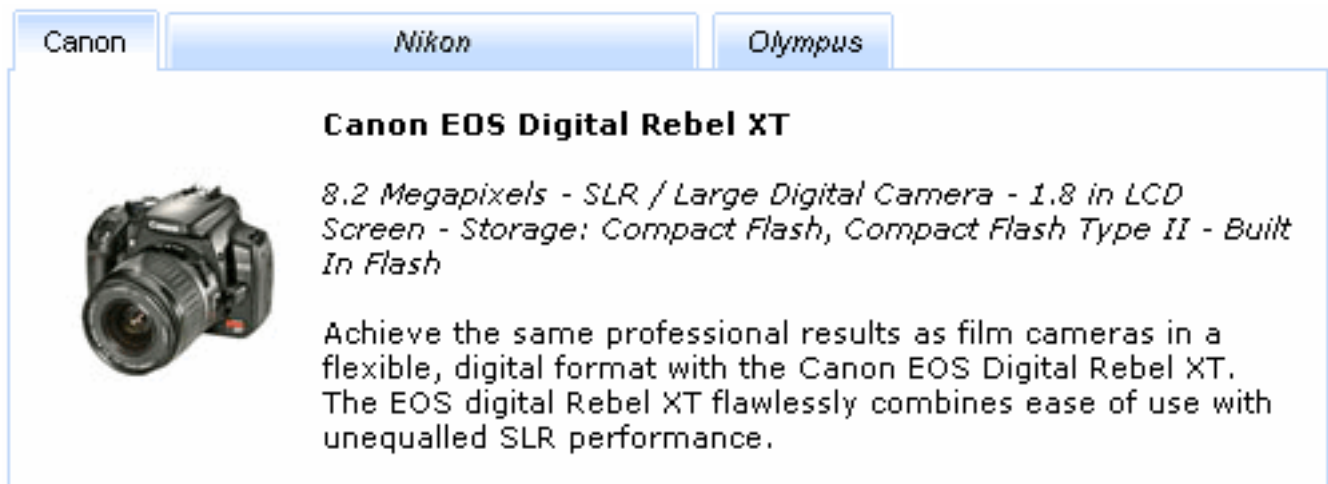 Canon Nikon Olympus
Canon EOS Digital Rebel XT
8.2 Megapixels - SLR / Large Digital Camera - 1.8 in LCD
Screen - Storage: Compact Flash, Compact Flash Type II - Built
In Flash
Achieve the same professional results as film cameras in a
flexible, digital format with the Canon EOS Digital Rebel XT.
The EOS digital Rebel XT flawlessly combines ease of use with
unequalled SLR performance.